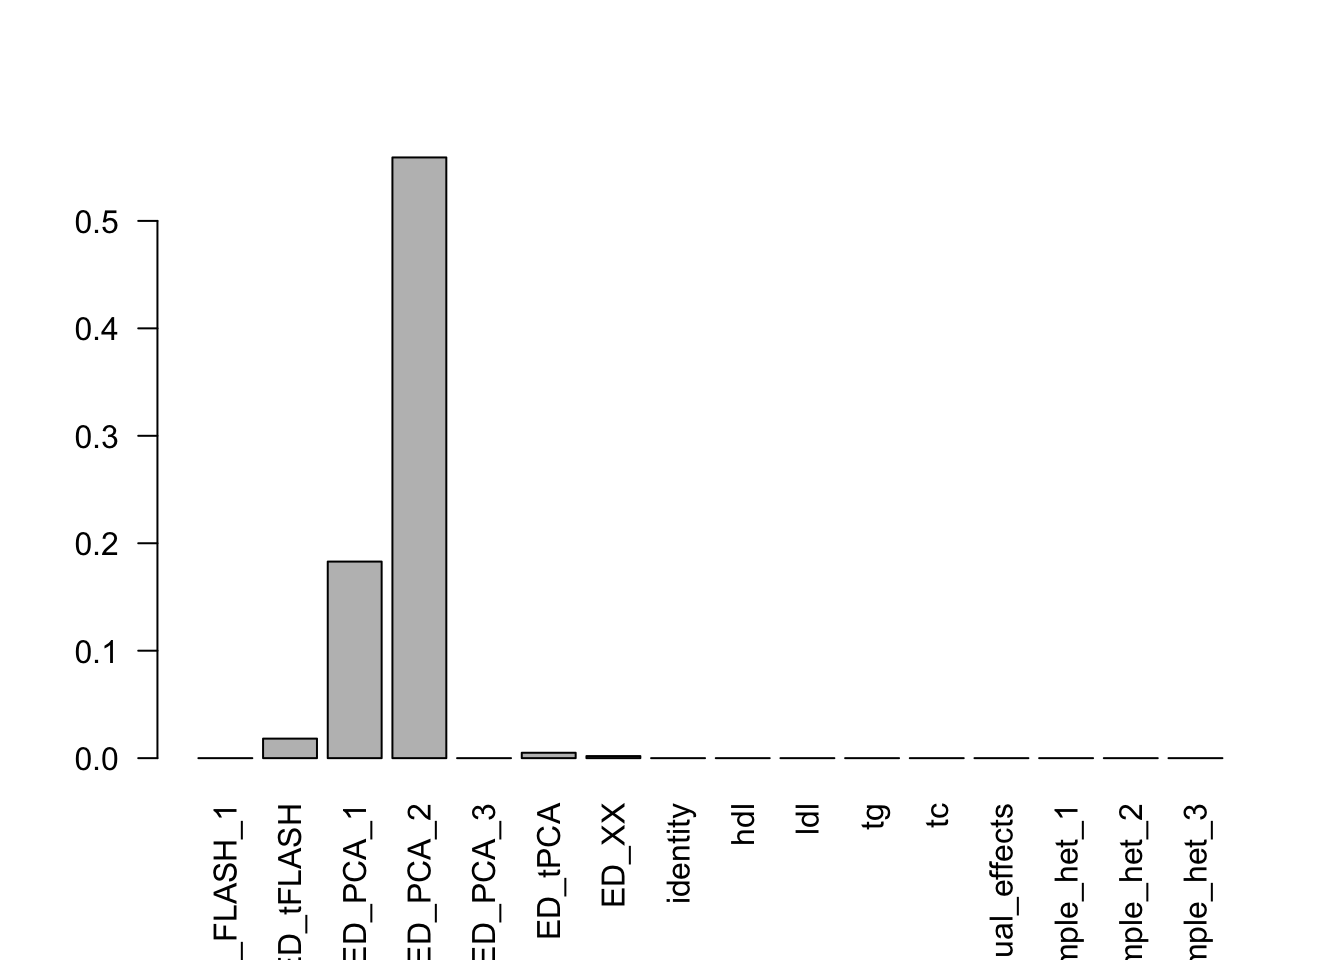 0.5
0.4
0.3
0.2
0.1
0.0
_FLASH_1
ED_tFLASH
ED_PCA_1
ED_PCA_2
ED_PCA_3
ED_tPCA
ED_XX
identity
hdl
ldl
tg
tc
ual_effects
mple_het_1
mple_het_2
mple_het_3